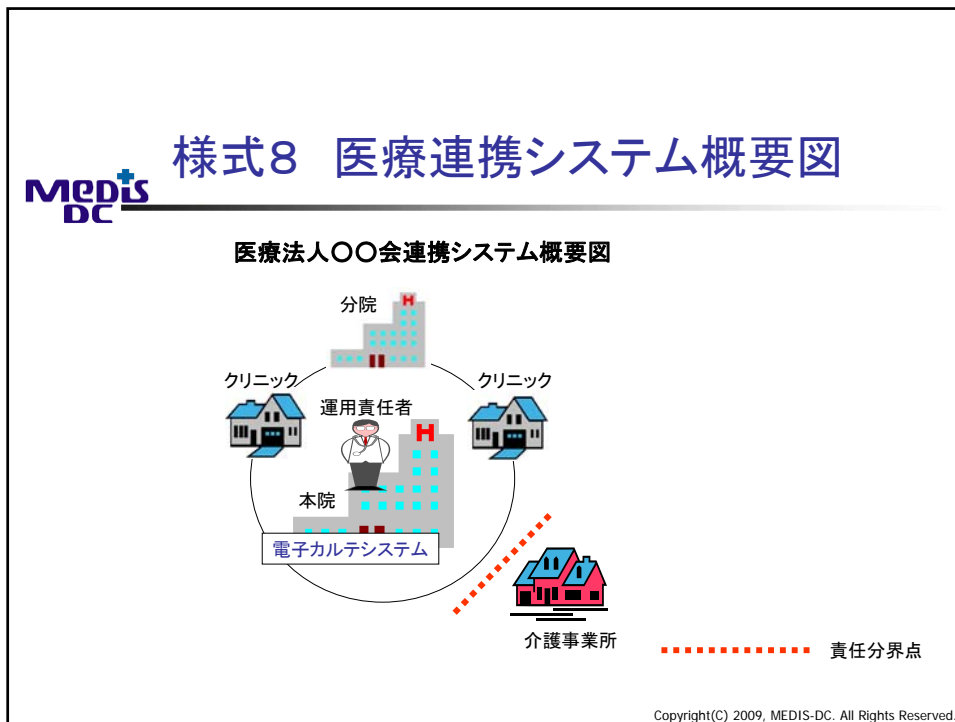 様式8 医療連携システム概要図
MEDIS
DC
医療法人〇〇会連携システム概要図
分院
H
クリニック
クリニック
運用責任者
H
本院
電子カルテシステム
介護事業所
責任分界点
Copyright(C) 2009, MEDIS-DC. All Rights Reserved.